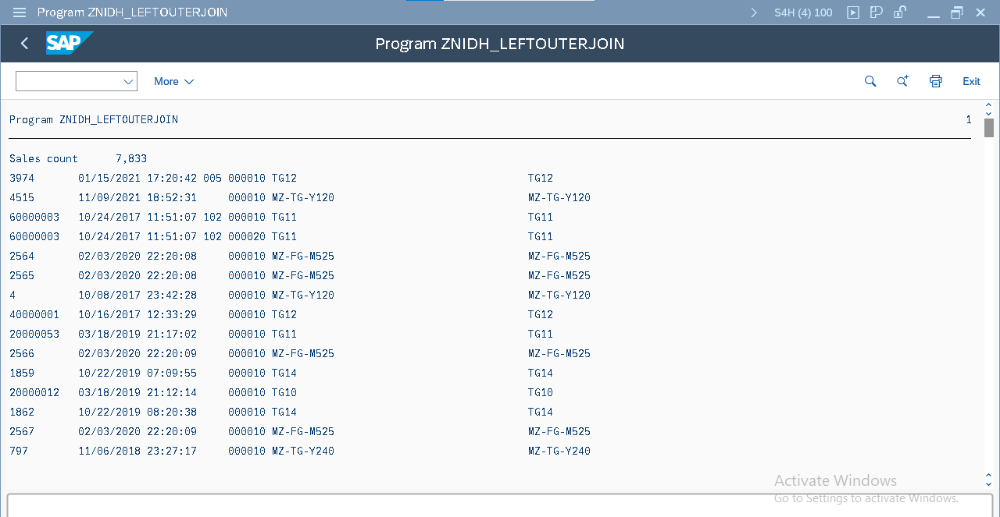 Program ZNIDH_LEFTOUTERJOIN S4H (4) 100
SAP Program ZNIDH_LEFTOUTERJOIN
More Exit
Program ZNIDH_LEFTOUTERJOIN 1
Sales count 7,833
3974 01/15/2021 17:20:42 005 000010 TG12 TG12
4515 11/09/2021 18:52:31 000010 MZ-TG-Y120 MZ-TG-Y120
60000003 10/24/2017 11:51:07 102 000010 TG11 TG11
60000003 10/24/2017 11:51:07 102 000020 TG11 TG11
2564 02/03/2020 22:20:08 000010 MZ-FG-M525 MZ-FG-M525
2565 02/03/2020 22:20:08 000010 MZ-FG-M525 MZ-FG-M525
4 10/08/2017 23:42:28 000010 MZ-TG-Y120 MZ-TG-Y120
40000001 10/16/2017 12:33:29 000010 TG12 TG12
20000053 03/18/2019 21:17:02 000010 TG11 TG11
2566 02/03/2020 22:20:09 000010 MZ-FG-M525 MZ-FG-M525
1859 10/22/2019 07:09:55 000010 TG14 TG14
20000012 03/18/2019 21:12:14 000010 TG10 TG10
1862 10/22/2019 08:20:38 000010 TG14 TG14
2567 02/03/2020 22:20:09 000010 MZ-FG-M525 MZ-FG-M525
797 11/06/2018 23:27:17 000010 MZ-TG-Y240 MZ-TG-Y240
Activate Windows
Go to Settings to activate Windows.